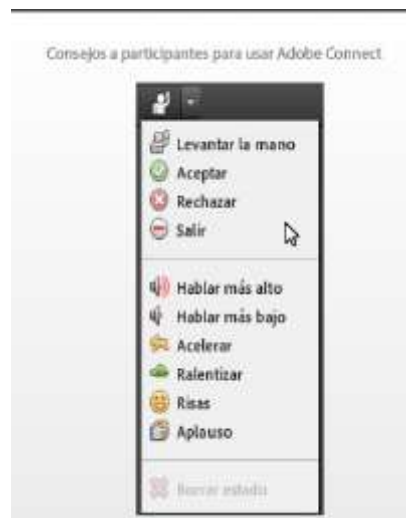 Consejos a participantes para usar Adobe Connect
Levantar la mano
Aceptar
Rechazar
Salir
Hablar más alto
Hablar más bajo
Acelerar
Ralentizar
Risas
Aplauso
Borrar estado